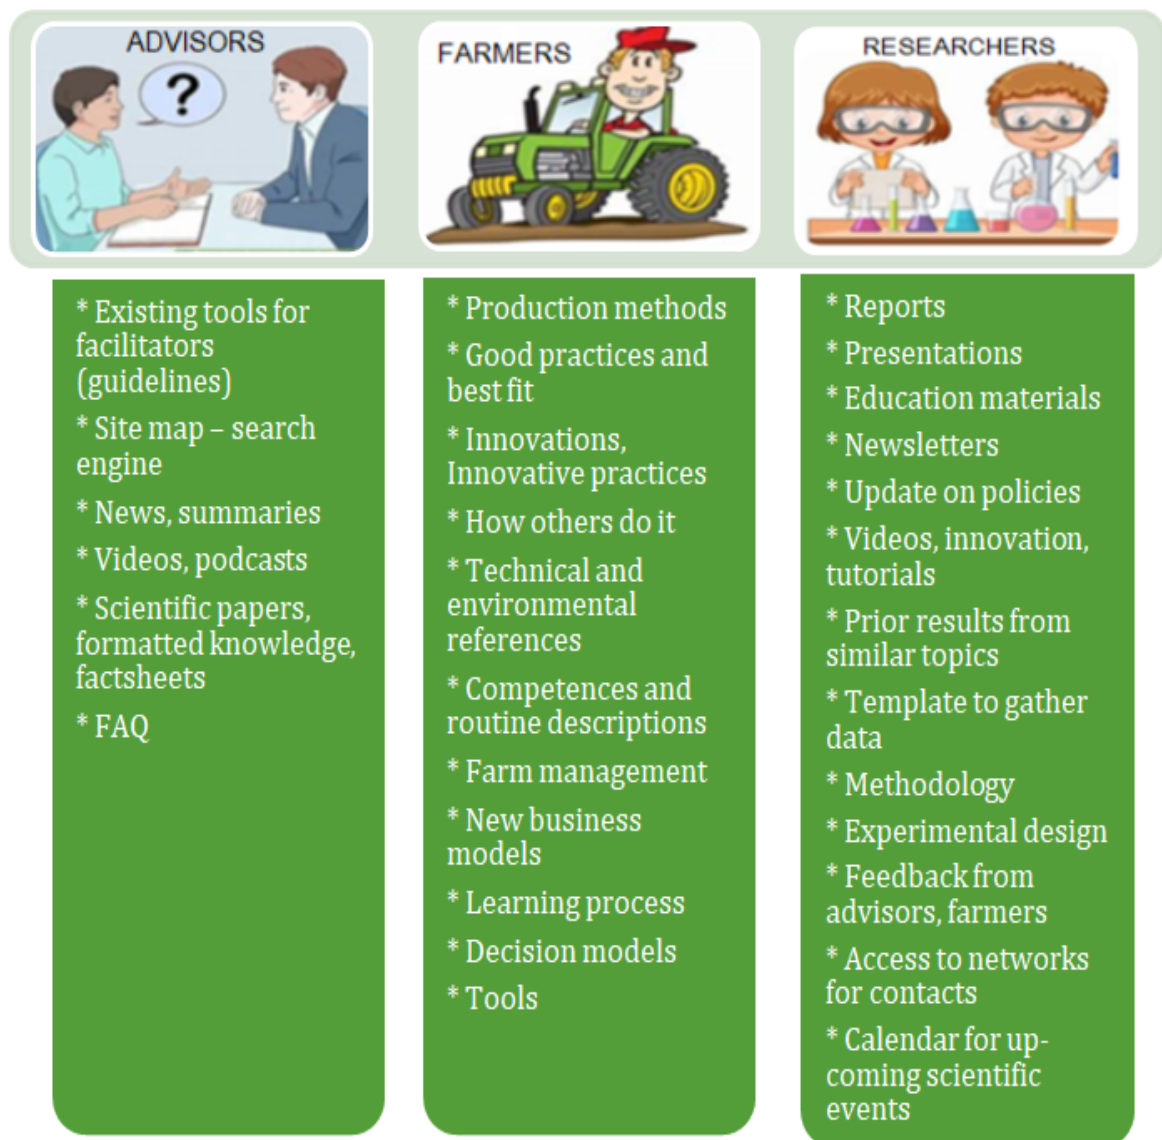 ADVISORS
?
* Existing tools for
facilitators
(guidelines)
* Site map – search
engine
* News, summaries
* Videos, podcasts
* Scientific papers,
formatted knowledge,
factsheets
* FAQ
FARMERS
* Production methods
* Good practices and
best fit
* Innovations,
Innovative practices
* How others do it
* Technical and
environmental
references
* Competences and
routine descriptions
* Farm management
* New business
models
* Learning process
* Decision models
* Tools
RESEARCHERS
* Reports
* Presentations
* Education materials
* Newsletters
* Update on policies
* Videos, innovation,
tutorials
* Prior results from
similar topics
* Template to gather
data
* Methodology
* Experimental design
* Feedback from
advisors, farmers
* Access to networks
for contacts
* Calendar for up-
coming scientific
events